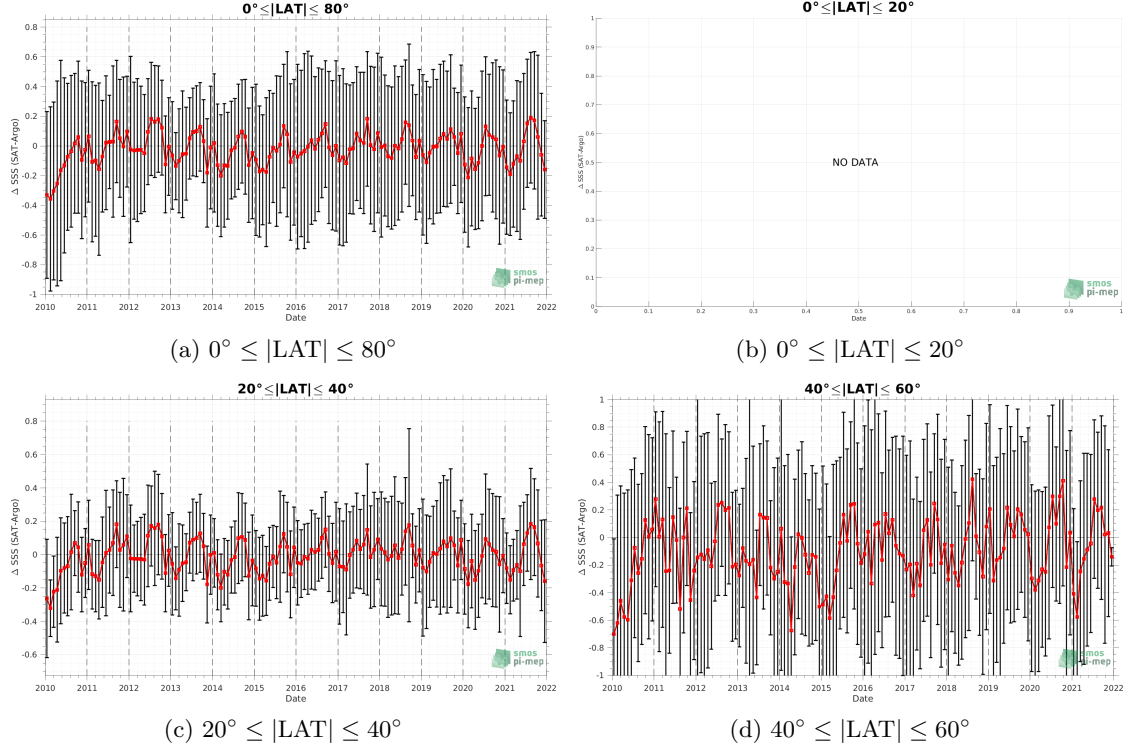 0°≤|LAT|≤ 80°
0.8
0.6
0.4
0.2
0
-0.2
-0.4
-0.6
-0.8
-1
Δ SSS (SAT-Argo)
2010 2011 2012 2013 2014 2015 2016 2017 2018 2019 2020 2021 2022
Date
smos
pi-mep
(a) 0° ≤ |LAT| ≤ 80°
0°≤|LAT|≤ 20°
1
0.9
0.8
0.7
0.6
0.5
0.4
0.3
0.2
0.1
0
Δ SSS (SAT-Argo)
NO DATA
0 0.1 0.2 0.3 0.4 0.5 0.6 0.7 0.8 0.9 1
Date
smos
pi-mep
(b) 0° ≤ |LAT| ≤ 20°
20°≤|LAT|≤ 40°
0.8
0.6
0.4
0.2
0
-0.2
-0.4
-0.6
Δ SSS (SAT-Argo)
2010 2011 2012 2013 2014 2015 2016 2017 2018 2019 2020 2021 2022
Date
smos
pi-mep
(c) 20° ≤ |LAT| ≤ 40°
40°≤|LAT|≤ 60°
1
0.8
0.6
0.4
0.2
0
-0.2
-0.4
-0.6
-0.8
-1
Δ SSS (SAT-Argo)
2010 2011 2012 2013 2014 2015 2016 2017 2018 2019 2020 2021 2022
Date
smos
pi-mep
(d) 40° ≤ |LAT| ≤ 60°